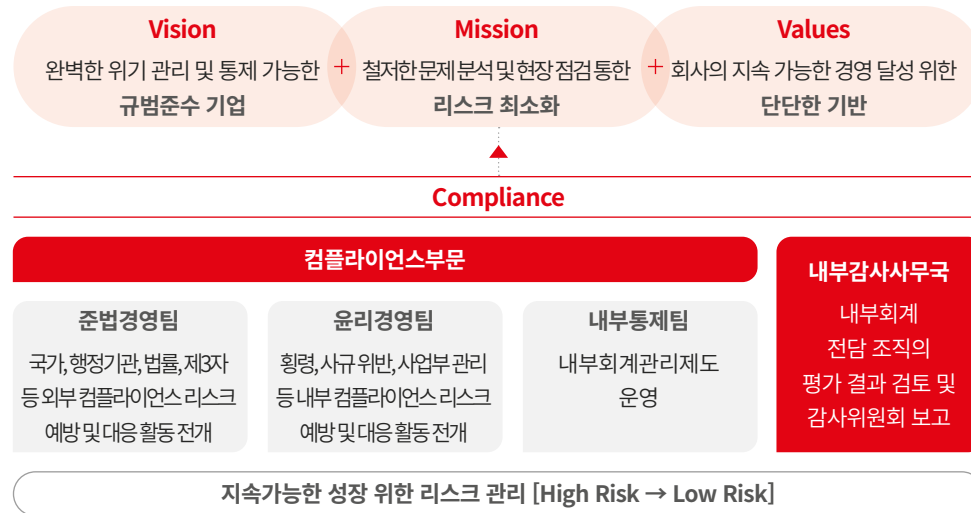 Vision
완벽한 위기 관리 및 통제 가능한
규범준수 기업
+
Mission
철저한 문제 분석 및 현장 점검 통한
리스크 최소화
+
Values
회사의 지속 가능한 경영 달성 위한
단단한 기반
Compliance
컴플라이언스부문
준법경영팀
국가, 행정기관, 법률, 제3자
등 외부 컴플라이언스 리스크
예방 및 대응 활동 전개
윤리경영팀
횡령, 사규 위반, 사업부 관리
등 내부 컴플라이언스 리스크
예방 및 대응 활동 전개
내부통제팀
내부회계관리제도
운영
내부감사사무국
내부회계
전담 조직의
평가 결과 검토 및
감사위원회 보고
지속가능한 성장 위한 리스크 관리 [High Risk → Low Risk]